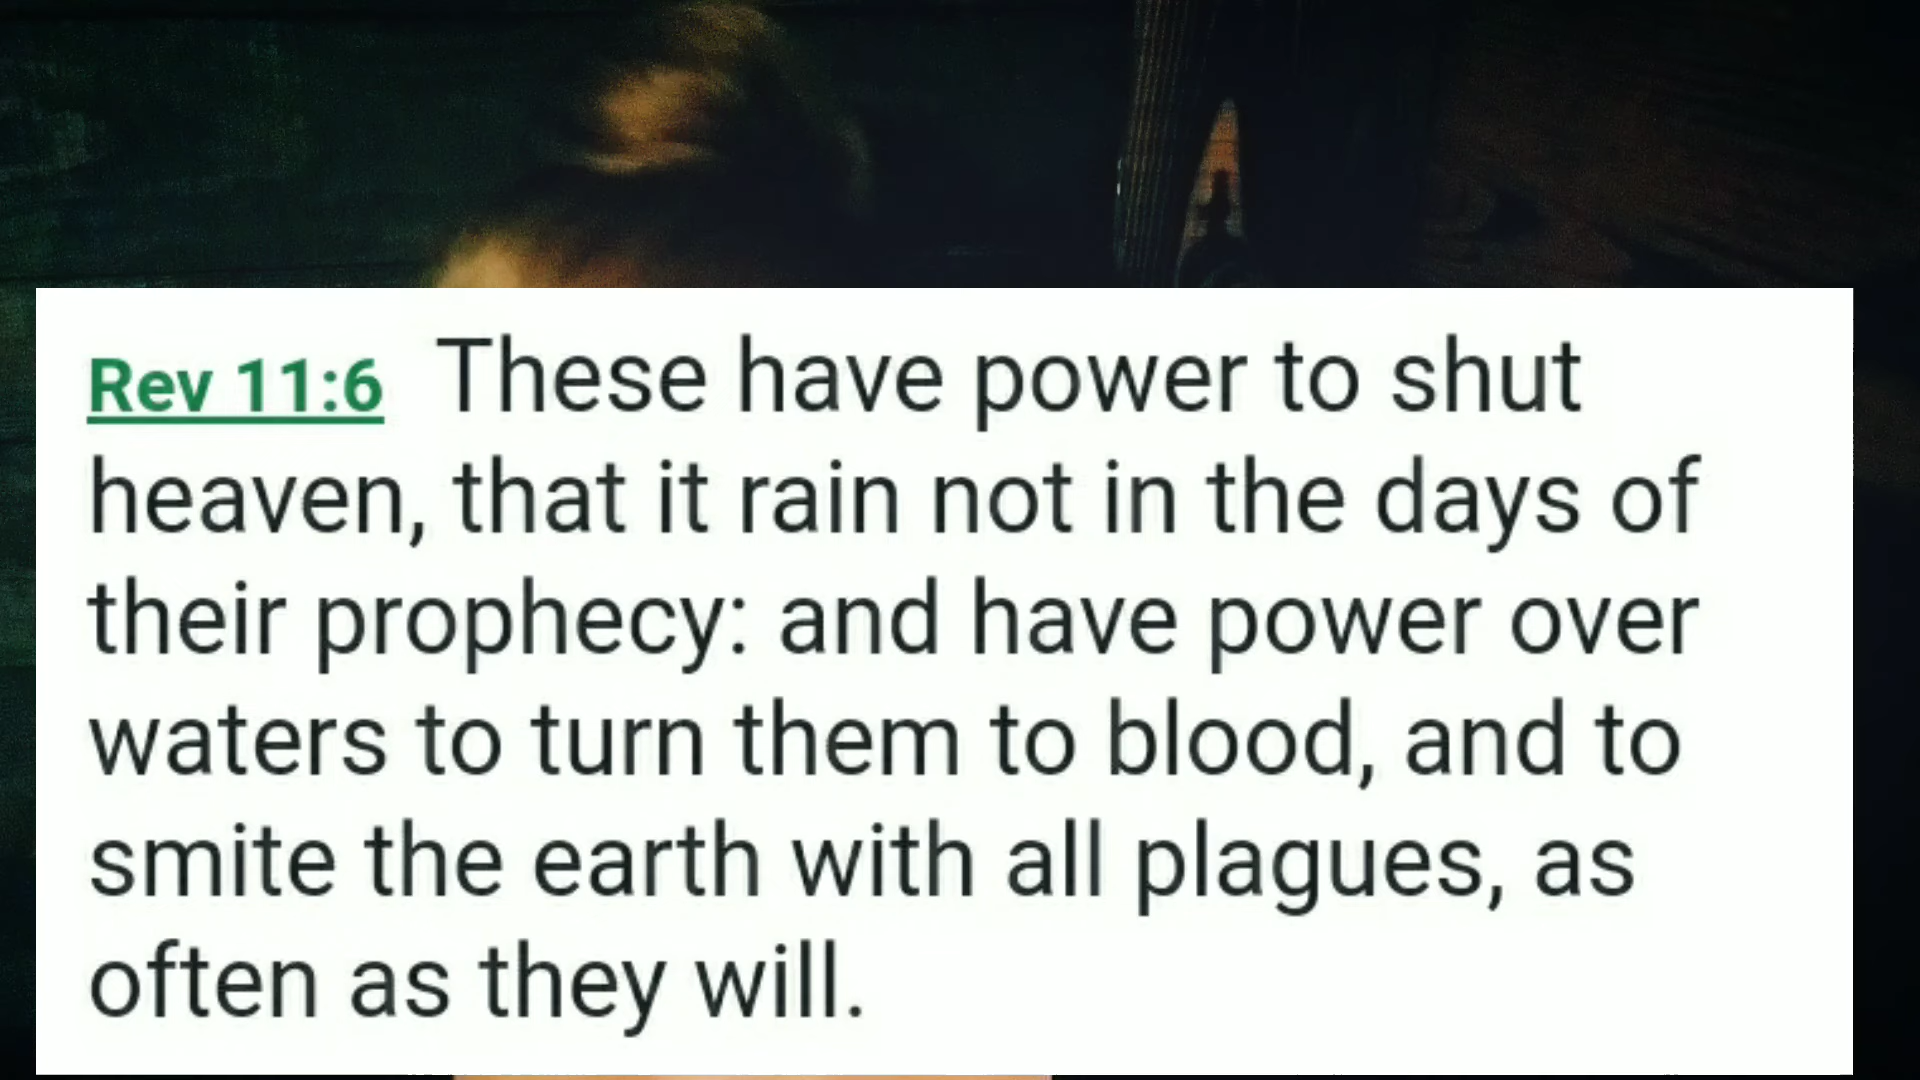 Rev 11:6 These have power to shut
heaven, that it rain not in the days of
their prophecy: and have power over
waters to turn them to blood, and to
smite the earth with all plagues, as
often as they will.